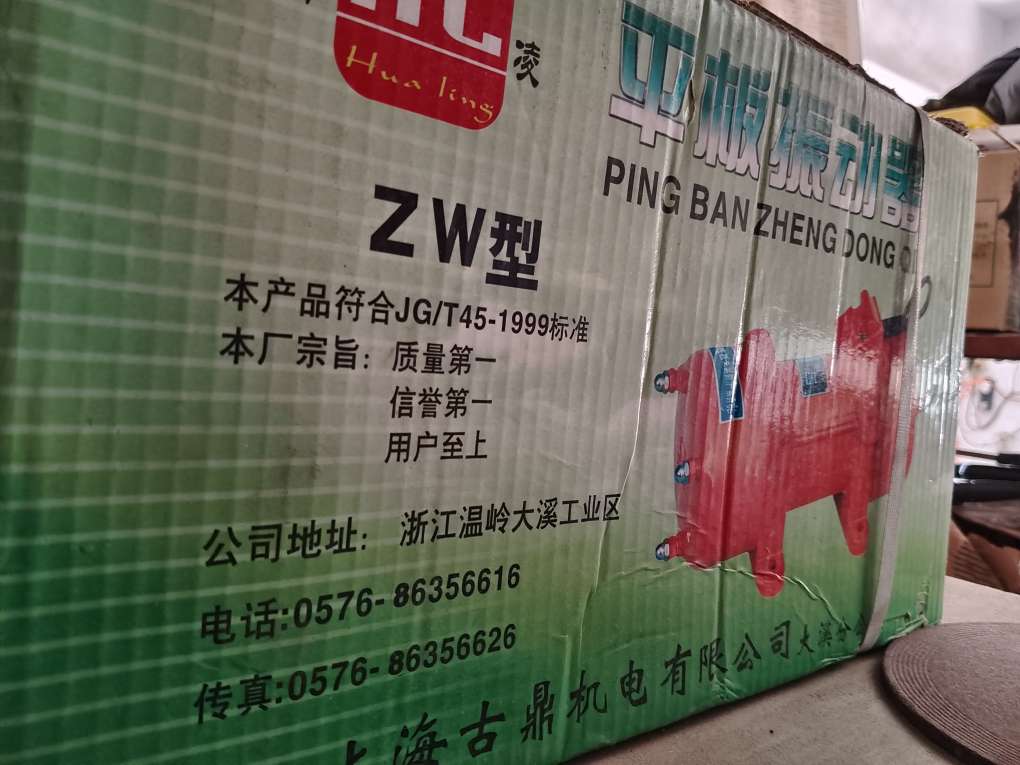 Hua ling
凌
平板振动器
PING BAN ZHENG DONG
ZW型
本产品符合JG/T45-1999标准
本厂宗旨：质量第一
信誉第一
用户至上
公司地址： 浙江温岭大溪工业区
电话:0576-86356616
传真:0576-86356626
上海古鼎机电有限公司大溪分